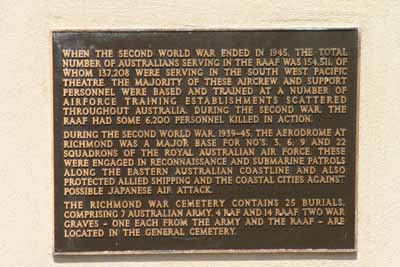 WHEN THE SECOND WORLD WAR ENDED IN 1945, THE TOTAL
NUMBER OF AUSTRALIANS SERVING IN THE RAAF WAS 154,511, OF
WHOM 137,208 WERE SERVING IN THE SOUTH WEST PACIFIC
THEATRE. THE MAJORITY OF THESE AIRCREW AND SUPPORT
PERSONNEL WERE BASED AND TRAINED AT A NUMBER OF
AIRFORCE TRAINING ESTABLISHMENTS SCATTERED
THROUGHOUT AUSTRALIA. DURING THE SECOND WAR, THE
RAAF HAD SOME 6,200 PERSONNEL KILLED IN ACTION.
DURING THE SECOND WORLD WAR, 1939-45, THE AERODROME AT
RICHMOND WAS A MAJOR BASE FOR NO'S. 3, 6, 9 AND 22
SQUADRONS OF THE ROYAL AUSTRALIAN AIR FORCE. THESE
WERE ENGAGED IN RECONNAISSANCE AND SUBMARINE PATROLS
ALONG THE EASTERN AUSTRALIAN COASTLINE AND ALSO
PROTECTED ALLIED SHIPPING AND THE COASTAL CITIES AGAINST
POSSIBLE JAPANESE AIR ATTACK.
THE RICHMOND WAR CEMETERY CONTAINS 25 BURIALS,
COMPRISING 7 AUSTRALIAN ARMY, 4 RAF AND 14 RAAF. TWO WAR
GRAVES - ONE EACH FROM THE ARMY AND THE RAAF - ARE
LOCATED IN THE GENERAL CEMETERY.